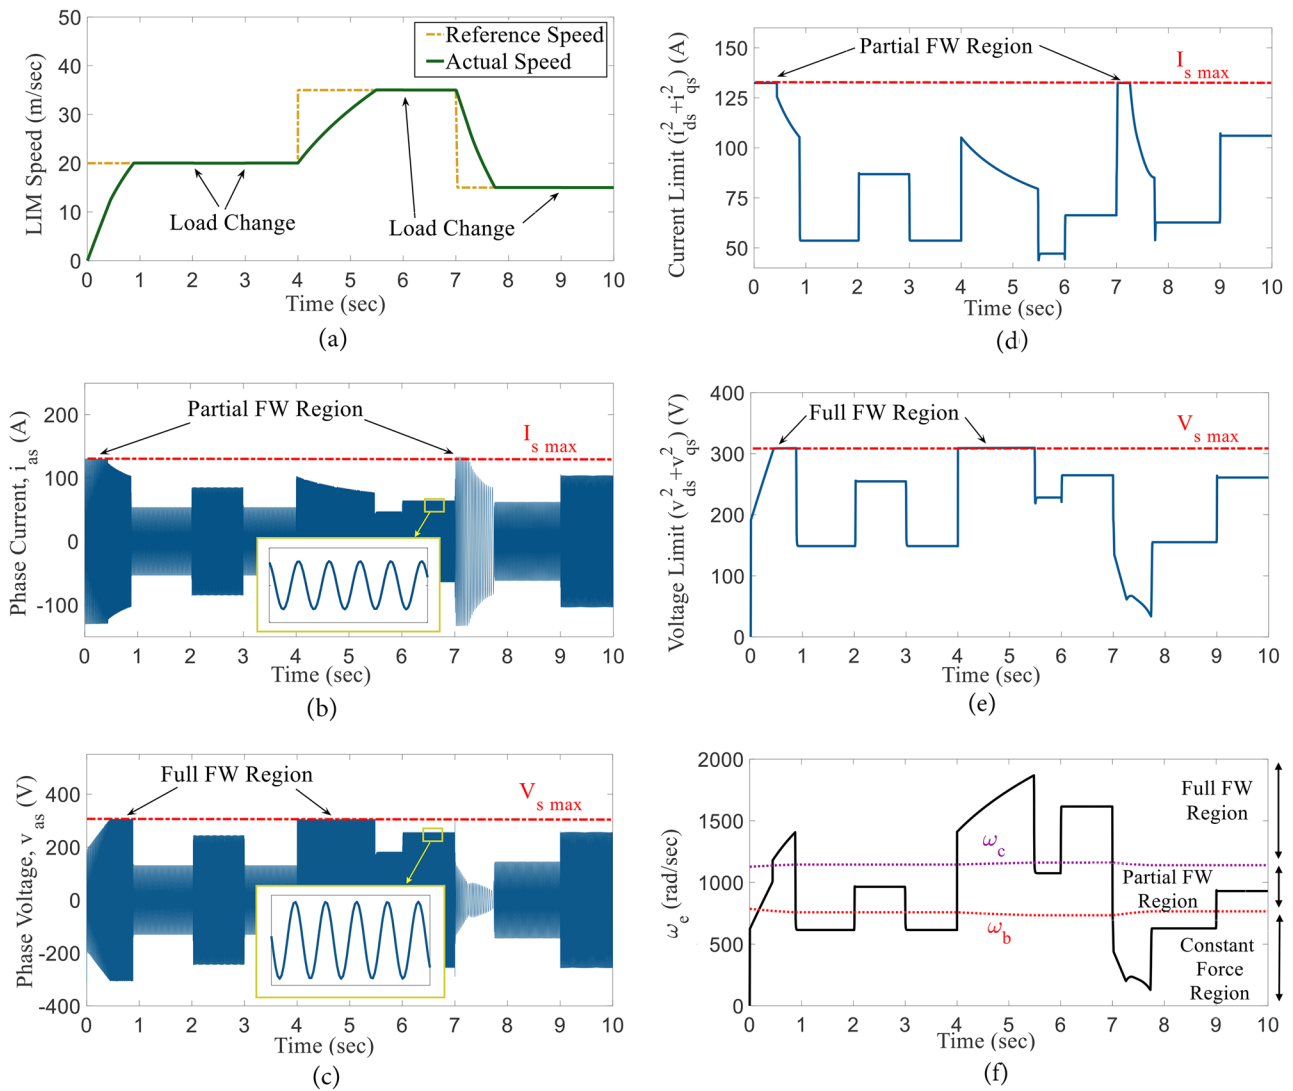 50
40
30
20
10
0
LIM Speed (m/sec)
Reference Speed
Actual Speed
Load Change
Load Change
0 1 2 3 4 5 6 7 8 9 10
Time (sec)
(a)
200
100
0
-100
Phase Current, i as (A)
Partial FW Region
I s max
0 1 2 3 4 5 6 7 8 9 10
Time (sec)
(b)
400
200
0
-200
-400
Phase Voltage, v as (V)
Full FW Region
V s max
0 1 2 3 4 5 6 7 8 9 10
Time (sec)
(c)
150
125
100
75
50
Current Limit (i²ds+i²qs) (A)
Partial FW Region
I s max
0 1 2 3 4 5 6 7 8 9 10
Time (sec)
(d)
400
300
200
100
0
Voltage Limit (v²ds+v²qs) (V)
Full FW Region
V s max
0 1 2 3 4 5 6 7 8 9 10
Time (sec)
(e)
2000
1500
1000
500
0
ωe (rad/sec)
ωc
ωb
Full FW
Region
Partial FW
Region
Constant
Force
Region
0 1 2 3 4 5 6 7 8 9 10
Time (sec)
(f)